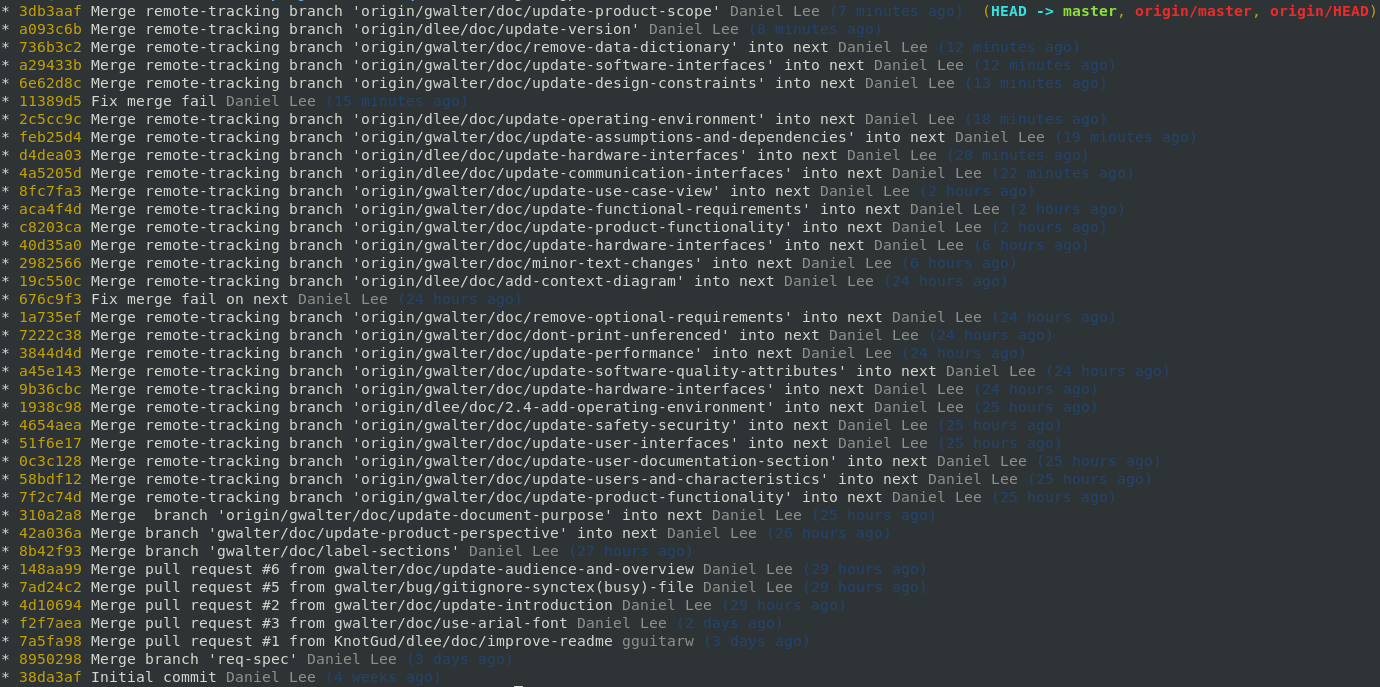 * 3db3aaf Merge remote-tracking branch 'origin/gwalter/doc/update-product-scope' Daniel Lee (7 minutes ago)  (HEAD -> master, origin/master, origin/HEAD)
* a093c6b Merge remote-tracking branch 'origin/dlee/doc/update-version' Daniel Lee (8 minutes ago)
* 736b3c2 Merge remote-tracking branch 'origin/gwalter/doc/remove-data-dictionary' into next Daniel Lee (12 minutes ago)
* a29433b Merge remote-tracking branch 'origin/dlee/doc/update-software-interfaces' into next Daniel Lee (12 minutes ago)
* 6e62d8c Merge remote-tracking branch 'origin/gwalter/doc/update-design-constraints' into next Daniel Lee (13 minutes ago)
* 11389d5 Fix merge fail Daniel Lee (15 minutes ago)
* 2c5cc9c Merge remote-tracking branch 'origin/dlee/doc/update-operating-environment' into next Daniel Lee (18 minutes ago)
* feb25d4 Merge remote-tracking branch 'origin/gwalter/doc/update-assumptions-and-dependencies' into next Daniel Lee (19 minutes ago)
* d4dea03 Merge remote-tracking branch 'origin/dlee/doc/update-hardware-interfaces' into next Daniel Lee (20 minutes ago)
* 4a5205d Merge remote-tracking branch 'origin/dlee/doc/update-communication-interfaces' into next Daniel Lee (22 minutes ago)
* 8fc7fa3 Merge remote-tracking branch 'origin/gwalter/doc/update-use-case-view' into next Daniel Lee (2 hours ago)
* aca4f4d Merge remote-tracking branch 'origin/gwalter/doc/update-functional-requirements' into next Daniel Lee (2 hours ago)
* c8203ca Merge remote-tracking branch 'origin/gwalter/doc/update-product-functionality' into next Daniel Lee (2 hours ago)
* 40d35a0 Merge remote-tracking branch 'origin/gwalter/doc/update-hardware-interfaces' into next Daniel Lee (6 hours ago)
* 2982566 Merge remote-tracking branch 'origin/gwalter/doc/minor-text-changes' into next Daniel Lee (6 hours ago)
* 19c550c Merge remote-tracking branch 'origin/dlee/doc/add-context-diagram' into next Daniel Lee (24 hours ago)
* 676c9f3 Fix merge fail on next Daniel Lee (24 hours ago)
* 1a735ef Merge remote-tracking branch 'origin/gwalter/doc/remove-optional-requirements' into next Daniel Lee (24 hours ago)
* 7222c38 Merge remote-tracking branch 'origin/gwalter/doc/dont-print-unferenced' into next Daniel Lee (24 hours ago)
* 3844d4d Merge remote-tracking branch 'origin/gwalter/doc/update-performance' into next Daniel Lee (24 hours ago)
* a45e143 Merge remote-tracking branch 'origin/gwalter/doc/update-software-quality-attributes' into next Daniel Lee (24 hours ago)
* 9b36cbc Merge remote-tracking branch 'origin/gwalter/doc/update-hardware-interfaces' into next Daniel Lee (24 hours ago)
* 1938c98 Merge remote-tracking branch 'origin/dlee/doc/2.4-add-operating-environment' into next Daniel Lee (25 hours ago)
* 4654aea Merge remote-tracking branch 'origin/gwalter/doc/update-safety-security' into next Daniel Lee (25 hours ago)
* 51f6e17 Merge remote-tracking branch 'origin/gwalter/doc/update-user-interfaces' into next Daniel Lee (25 hours ago)
* 0c3c128 Merge remote-tracking branch 'origin/gwalter/doc/update-user-documentation-section' into next Daniel Lee (25 hours ago)
* 58bdf12 Merge remote-tracking branch 'origin/gwalter/doc/update-users-and-characteristics' into next Daniel Lee (25 hours ago)
* 7f2c74d Merge remote-tracking branch 'origin/gwalter/doc/update-product-functionality' into next Daniel Lee (25 hours ago)
* 310a2a8 Merge  branch 'origin/gwalter/doc/update-document-purpose' into next Daniel Lee (25 hours ago)
* 42a036a Merge branch 'gwalter/doc/update-product-perspective' into next Daniel Lee (26 hours ago)
* 8b42f93 Merge branch 'gwalter/doc/label-sections' Daniel Lee (27 hours ago)
* 148aa99 Merge pull request #6 from gwalter/doc/update-audience-and-overview Daniel Lee (29 hours ago)
* 7ad24c2 Merge pull request #5 from gwalter/bug/gitignore-synctex(busy)-file Daniel Lee (29 hours ago)
* 4d10694 Merge pull request #2 from gwalter/doc/update-introduction Daniel Lee (29 hours ago)
* f2f7aea Merge pull request #3 from gwalter/doc/use-arial-font Daniel Lee (2 days ago)
* 7a5fa98 Merge pull request #1 from KnotGud/dlee/doc/improve-readme gguitarw (3 days ago)
* 8950298 Merge branch 'req-spec' Daniel Lee (3 days ago)
* 38da3af Initial commit Daniel Lee (4 weeks ago)